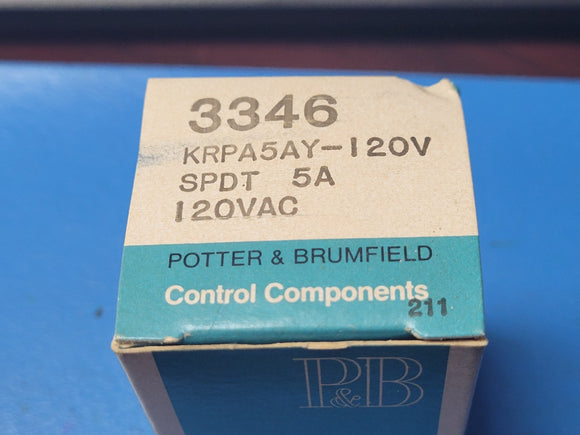 3346
KRPA5AY-120V
SPDT 5A
120VAC
POTTER & BRUMFIELD
Control Components
211
P&B